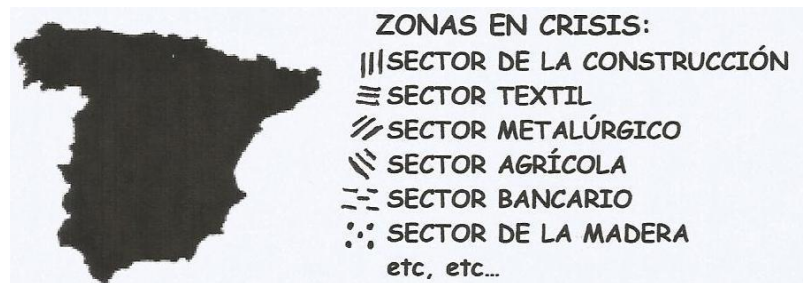 ZONAS EN CRISIS:
SECTOR DE LA CONSTRUCCIÓN
SECTOR TEXTIL
SECTOR METALÚRGICO
SECTOR AGRÍCOLA
SECTOR BANCARIO
SECTOR DE LA MADERA
etc, etc...